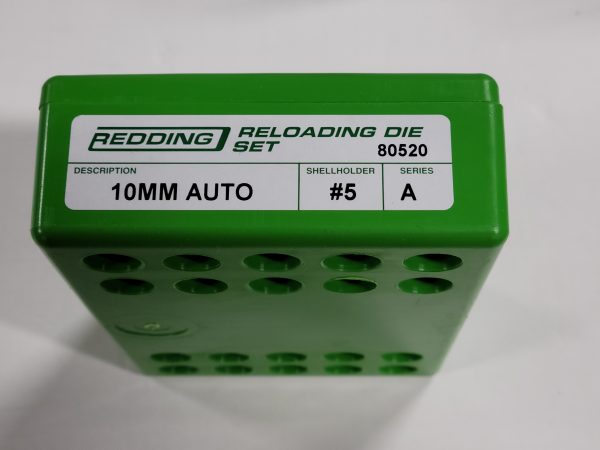 REDDING RELOADING DIE
SET 80520
DESCRIPTION SHELLHOLDER SERIES
10MM AUTO #5 A